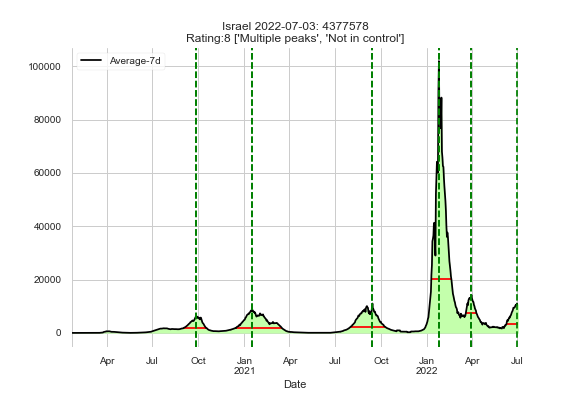 Israel 2022-07-03: 4377578
Rating:8 ['Multiple peaks', 'Not in control']
Average-7d
100000
80000
60000
40000
20000
0
Apr Jul Oct Jan Apr Jul Oct Jan Apr Jul
2021 2022
Date